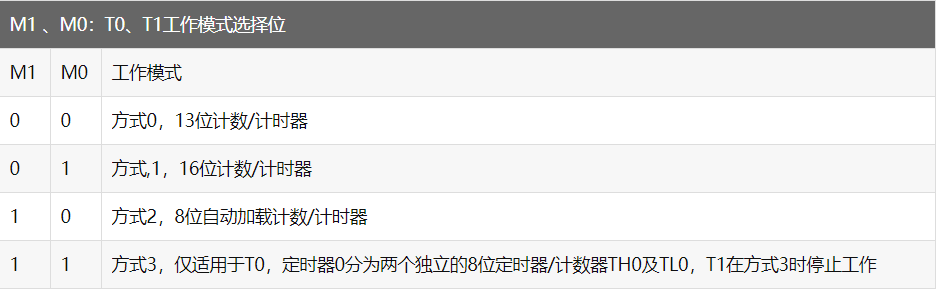 M1 、M0：T0、T1工作模式选择位
M1 M0 工作模式
0 0 方式0，13位计数/计时器
0 1 方式,1，16位计数/计时器
1 0 方式2，8位自动加载计数/计时器
1 1 方式3，仅适用于T0，定时器0分为两个独立的8位定时器/计数器TH0及TL0，T1在方式3时停止工作